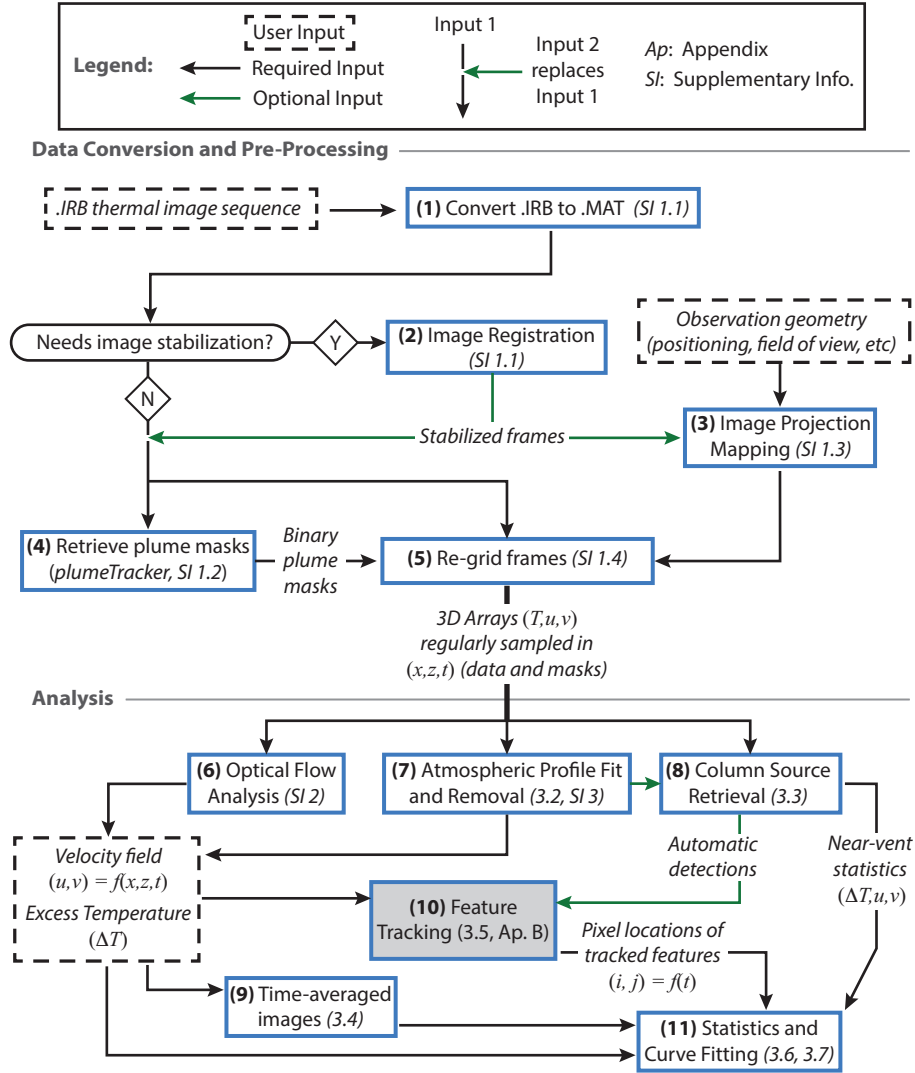 Legend:
User Input
Required Input
Optional Input
Input 1
Input 2
replaces
Input 1
Ap: Appendix
SI: Supplementary Info.
Data Conversion and Pre-Processing
.IRB thermal image sequence
(1) Convert .IRB to .MAT (SI 1.1)
Needs image stabilization?
Y
(2) Image Registration
(SI 1.1)
Observation geometry
(positioning, field of view, etc)
N
Stabilized frames
(3) Image Projection
Mapping (SI 1.3)
(4) Retrieve plume masks
(plumeTracker, SI 1.2)
Binary
plume
masks
(5) Re-grid frames (SI 1.4)
3D Arrays (T,u,v)
regularly sampled in
(x,z,t) (data and masks)
Analysis
(6) Optical Flow
Analysis (SI 2)
(7) Atmospheric Profile Fit
and Removal (3.2, SI 3)
(8) Column Source
Retrieval (3.3)
Velocity field
(u,v) = f(x,z,t)
Excess Temperature
(ΔT)
Automatic
detections
Near-vent
statistics
(ΔT,u,v)
(10) Feature
Tracking (3.5, Ap. B)
Pixel locations of
tracked features
(i, j) = f(t)
(9) Time-averaged
images (3.4)
(11) Statistics and
Curve Fitting (3.6, 3.7)